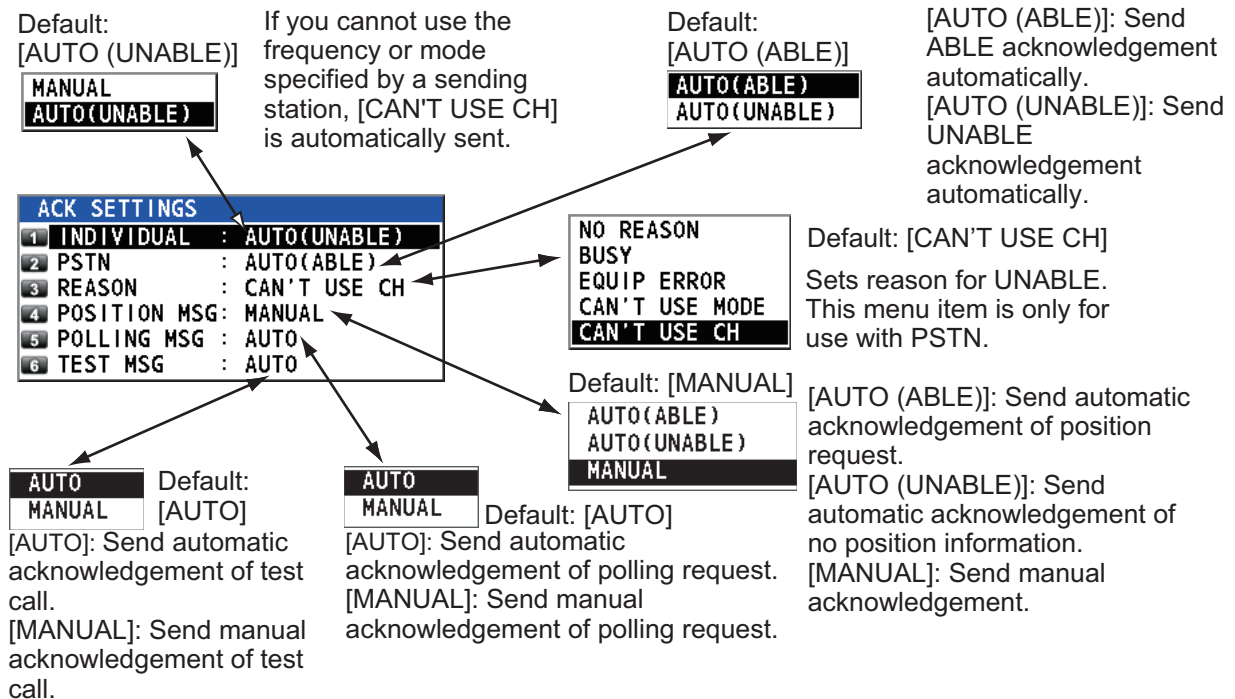 Default:
[AUTO (UNABLE)]
MANUAL
AUTO(UNABLE)
If you cannot use the
frequency or mode
specified by a sending
station, [CAN'T USE CH]
is automatically sent.
Default:
[AUTO (ABLE)]
AUTO(ABLE)
AUTO(UNABLE)
[AUTO (ABLE)]: Send
ABLE acknowledgement
automatically.
[AUTO (UNABLE)]: Send
UNABLE
acknowledgement
automatically.
ACK SETTINGS
1 INDIVIDUAL : AUTO(UNABLE)
2 PSTN : AUTO(ABLE)
3 REASON : CAN'T USE CH
4 POSITION MSG: MANUAL
5 POLLING MSG : AUTO
6 TEST MSG : AUTO
NO REASON
BUSY
EQUIP ERROR
CAN'T USE MODE
CAN'T USE CH
Default: [CAN’T USE CH]
Sets reason for UNABLE.
This menu item is only for
use with PSTN.
Default: [MANUAL]
AUTO(ABLE)
AUTO(UNABLE)
MANUAL
[AUTO (ABLE)]: Send automatic
acknowledgement of position
request.
[AUTO (UNABLE)]: Send
automatic acknowledgement of
no position information.
[MANUAL]: Send manual
acknowledgement.
AUTO
MANUAL
Default:
[AUTO]
[AUTO]: Send automatic
acknowledgement of test
call.
[MANUAL]: Send manual
acknowledgement of test
call.
AUTO
MANUAL
Default: [AUTO]
[AUTO]: Send automatic
acknowledgement of polling request.
[MANUAL]: Send manual
acknowledgement of polling request.